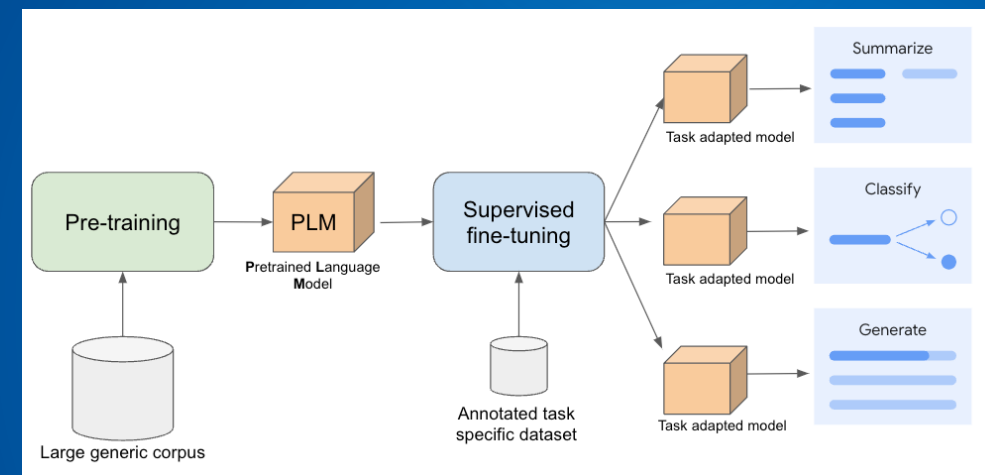 Pre-training
PLM
Pretrained Language
Model
Large generic corpus
Supervised
fine-tuning
Annotated task
specific dataset
Task adapted model
Summarize
Task adapted model
Classify
Task adapted model
Generate